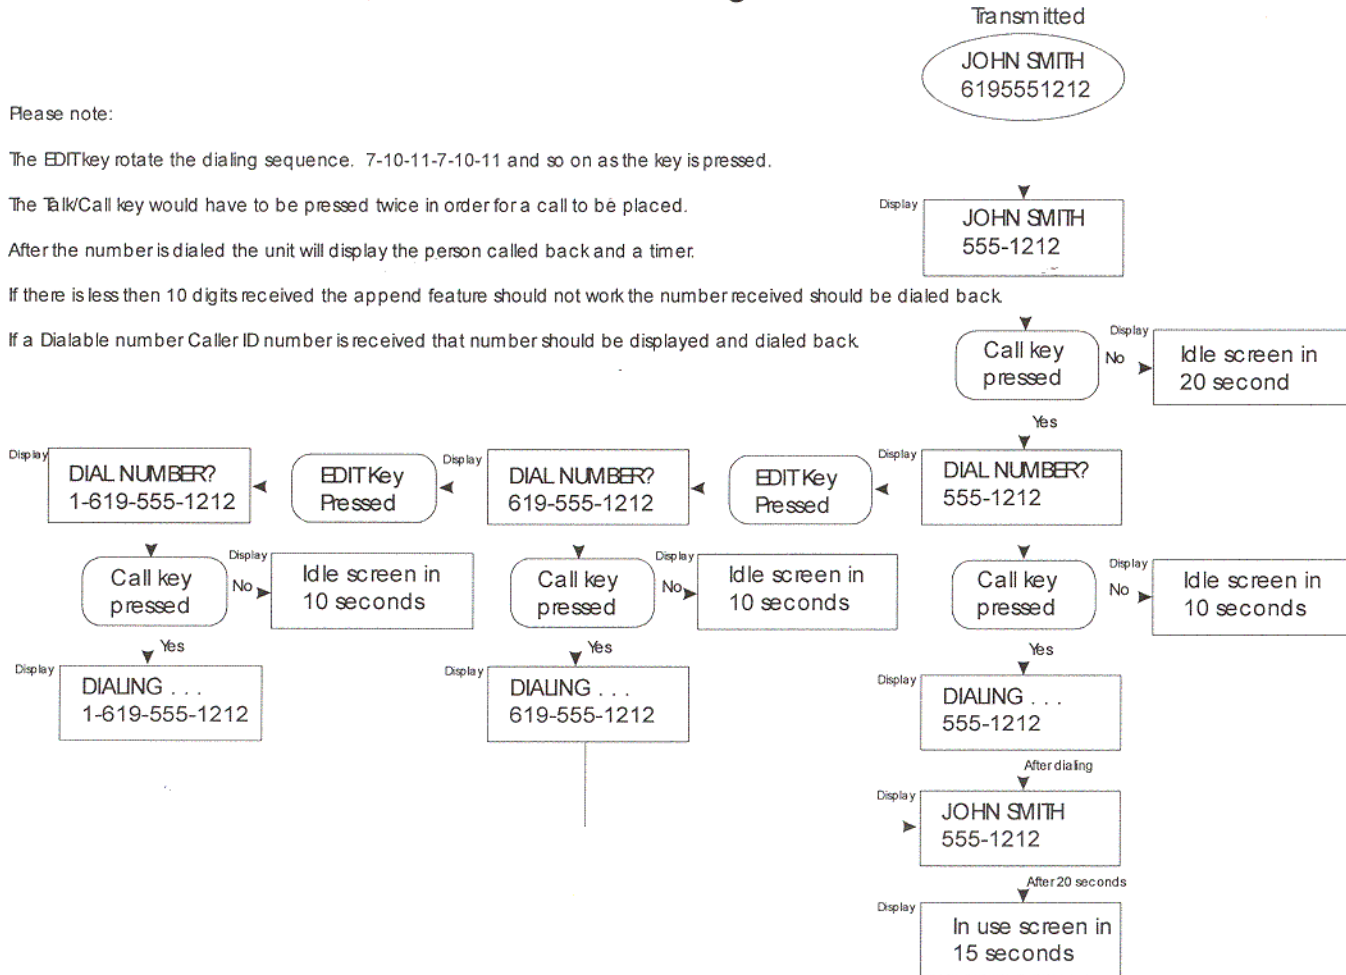 Transmitted
JOHN SMITH
6195551212
Please note:
The EDIT key rotate the dialing sequence. 7-10-11-7-10-11 and so on as the key is pressed.
The Talk/Call key would have to be pressed twice in order for a call to be placed.
After the number is dialed the unit will display the person called back and a timer.
If there is less then 10 digits received the append feature should not work the number received should be dialed back.
If a Dialable number Caller ID number is received that number should be displayed and dialed back.
Display
JOHN SMITH
555-1212
Call key
pressed
No
Display
Idle screen in
20 second
Yes
Display
DIAL NUMBER?
1-619-555-1212
EDIT Key
Pressed
Display
DIAL NUMBER?
619-555-1212
EDIT Key
Pressed
DIAL NUMBER?
555-1212
Call key
pressed
No
Display
Idle screen in
10 seconds
Call key
pressed
No
Display
Idle screen in
10 seconds
Call key
pressed
No
Display
Idle screen in
10 seconds
Yes
Display
DIALING . . .
1-619-555-1212
Yes
Display
DIALING . . .
619-555-1212
Yes
Display
DIALING . . .
555-1212
After dialing
Display
JOHN SMITH
555-1212
After 20 seconds
Display
In use screen in
15 seconds